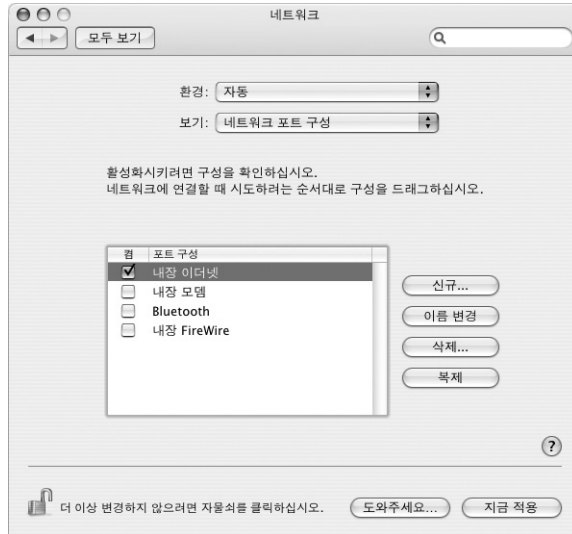 네트워크
모두 보기
환경: 자동
보기: 네트워크 포트 구성
활성화시키려면 구성을 확인하십시오.
네트워크에 연결할 때 시도하려는 순서대로 구성을 드래그하십시오.
켬 포트 구성
내장 이더넷
내장 모뎀
Bluetooth
내장 FireWire
신규...
이름 변경
삭제...
복제
?
더 이상 변경하지 않으려면 자물쇠를 클릭하십시오.
도와주세요...
지금 적용